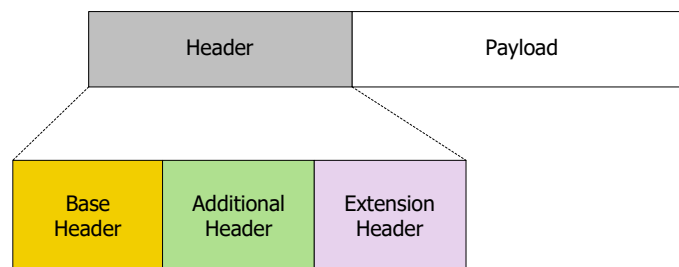 Header
Payload
Base
Header
Additional
Header
Extension
Header